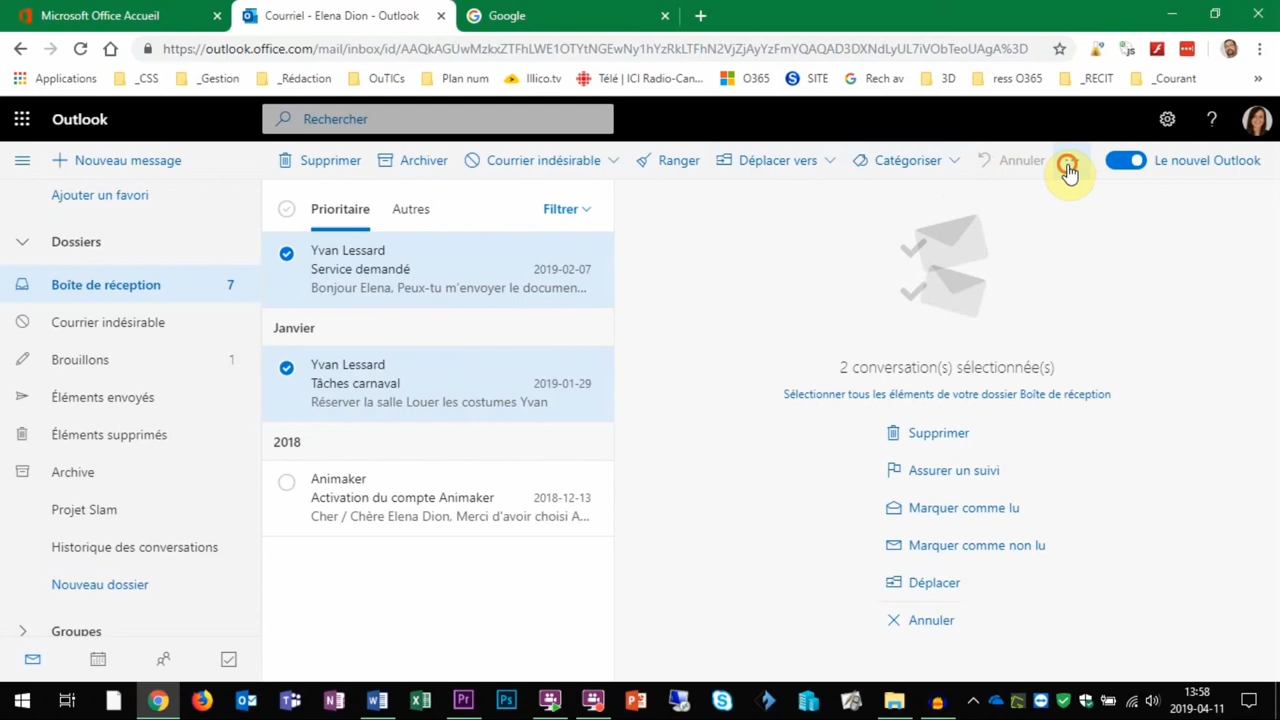 Microsoft Office Accueil
Courriel - Elena Dion - Outlook
Google
https://outlook.office.com/mail/inbox/id/AAQkAGUwMzkxZTFhLWE1OTYtNGEwNy1hYzRkLTFhN2VjZjAyYzFmYQAQAD3DXNdLyUL7iVObTeoUAgA%3D
Applications
_CSS
_Gestion
_Rédaction
OuTICs
Plan num
Illico.tv
Télé | ICI Radio-Can...
O365
SITE
Rech av
3D
ress O365
_RECIT
_Courant
Outlook
Rechercher
Nouveau message
Supprimer
Archiver
Courrier indésirable
Ranger
Déplacer vers
Catégoriser
Annuler
Le nouvel Outlook
Ajouter un favori
Dossiers
Boîte de réception 7
Courrier indésirable
Brouillons 1
Éléments envoyés
Éléments supprimés
Archive
Projet Slam
Historique des conversations
Nouveau dossier
Groupes
Prioritaire
Autres
Filtrer
Yvan Lessard
Service demandé 2019-02-07
Bonjour Elena, Peux-tu m'envoyer le documen...
Janvier
Yvan Lessard
Tâches carnaval 2019-01-29
Réserver la salle Louer les costumes Yvan
2018
Animaker
Activation du compte Animaker 2018-12-13
Cher / Chère Elena Dion, Merci d'avoir choisi A...
2 conversation(s) sélectionnée(s)
Sélectionner tous les éléments de votre dossier Boîte de réception
Supprimer
Assurer un suivi
Marquer comme lu
Marquer comme non lu
Déplacer
Annuler
13:58
2019-04-11